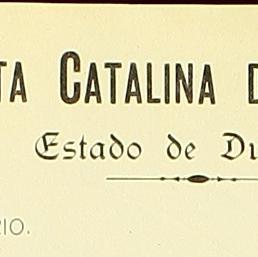 TA CATALINA D
Estado de Du
RIO.